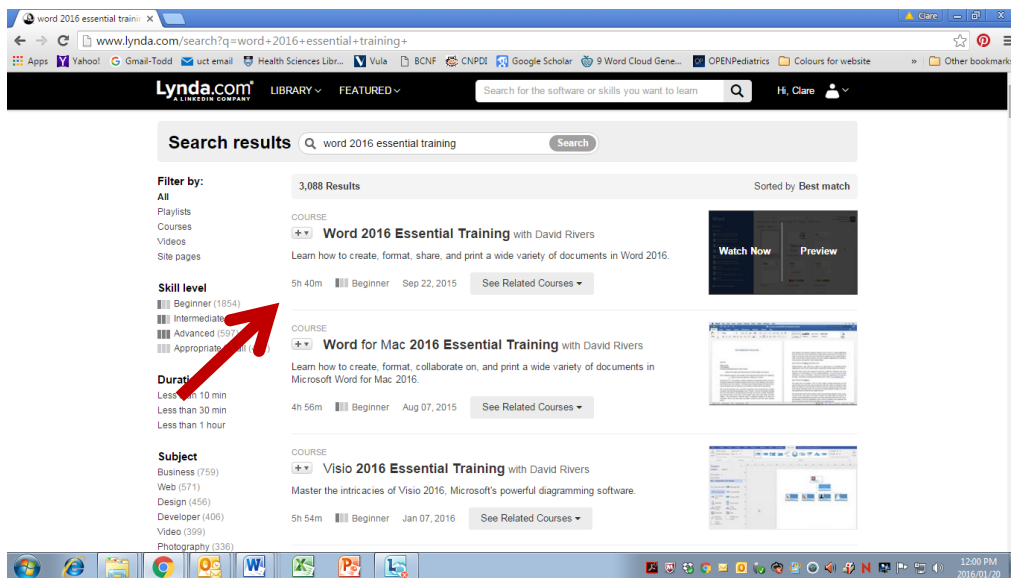 word 2016 essential trainin
Clare
www.lynda.com/search?q=word+2016+essential+training+
Apps Yahoo! Gmail-Todd uct email Health Sciences Libr... Vula BCNF CNPDI Google Scholar 9 Word Cloud Gene... OPENPediatrics Colours for website » Other bookmark
Lynda.com LIBRARY FEATURED Search for the software or skills you want to learn Hi, Clare
A LINKEDIN COMPANY
Search results word 2016 essential training Search
Filter by:
All
Playlists
Courses
Videos
Site pages
Skill level
Beginner (1854)
Intermediate
Advanced (597)
Appropriate
Less than 10 min
Less than 30 min
Less than 1 hour
Subject
Business (759)
Web (571)
Design (456)
Developer (406)
Video (399)
Photography (336)
3,088 Results Sorted by Best match
COURSE
Word 2016 Essential Training with David Rivers
Learn how to create, format, share, and print a wide variety of documents in Word 2016.
5h 40m Beginner Sep 22, 2015 See Related Courses
Watch Now Preview
COURSE
Word for Mac 2016 Essential Training with David Rivers
Learn how to create, format, collaborate on, and print a wide variety of documents in
Microsoft Word for Mac 2016.
4h 56m Beginner Aug 07, 2015 See Related Courses
COURSE
Visio 2016 Essential Training with David Rivers
Master the intricacies of Visio 2016, Microsoft's powerful diagramming software.
5h 54m Beginner Jan 07, 2016 See Related Courses
12:00 PM
2016/01/20